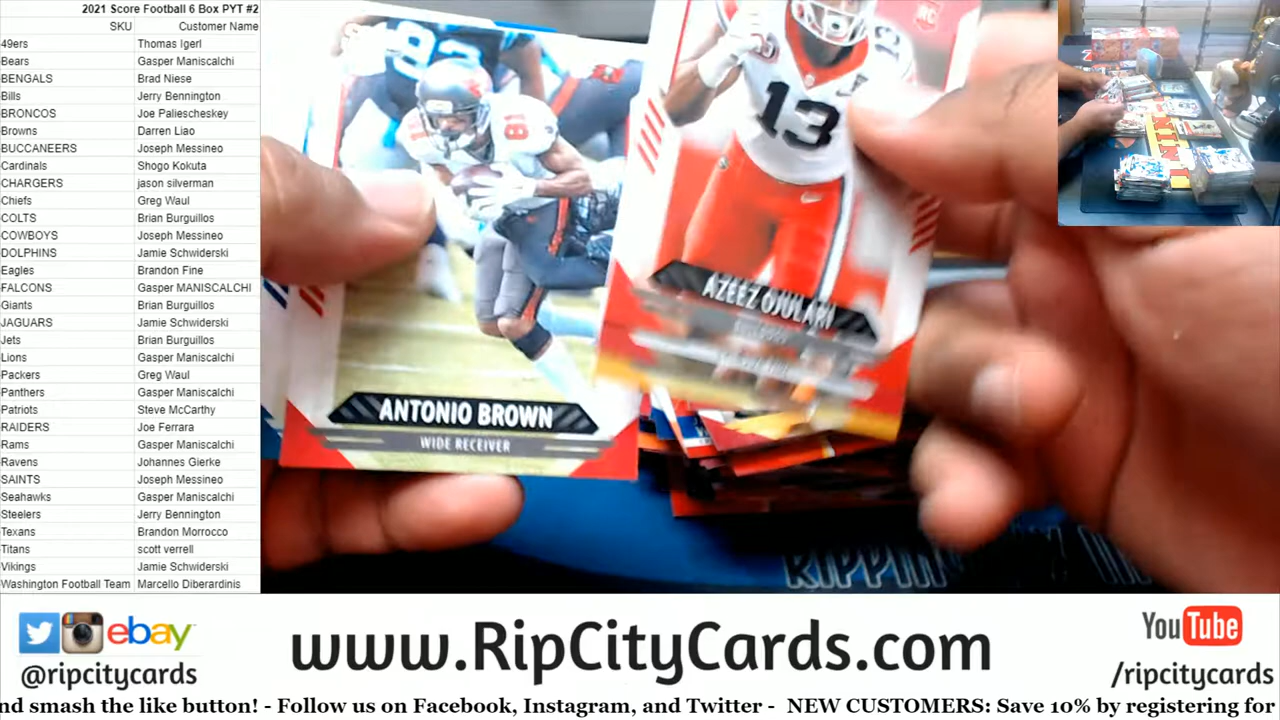 2021 Score Football 6 Box PYT #2
SKU Customer Name
49ers Thomas Igerl
Bears Gasper Maniscalchi
BENGALS Brad Niese
Bills Jerry Bennington
BRONCOS Joe Paliescheskey
Browns Darren Liao
BUCCANEERS Joseph Messineo
Cardinals Shogo Kokuta
CHARGERS jason silverman
Chiefs Greg Waul
COLTS Brian Burguillos
COWBOYS Joseph Messineo
DOLPHINS Jamie Schwiderski
Eagles Brandon Fine
FALCONS Gasper MANISCALCHI
Giants Brian Burguillos
JAGUARS Jamie Schwiderski
Jets Brian Burguillos
Lions Gasper Maniscalchi
Packers Greg Waul
Panthers Gasper Maniscalchi
Patriots Steve McCarthy
RAIDERS Joe Ferrara
Rams Gasper Maniscalchi
Ravens Johannes Gierke
SAINTS Joseph Messineo
Seahawks Gasper Maniscalchi
Steelers Jerry Bennington
Texans Brandon Morrocco
Titans scott verrell
Vikings Jamie Schwiderski
Washington Football Team Marcello Diberardinis
81
ANTONIO BROWN
WIDE RECEIVER
RC
13
AZEEZ OJULARI
ebay
@ripcitycards
www.RipCityCards.com
YouTube
/ripcitycards
nd smash the like button! - Follow us on Facebook, Instagram, and Twitter - NEW CUSTOMERS: Save 10% by registering for